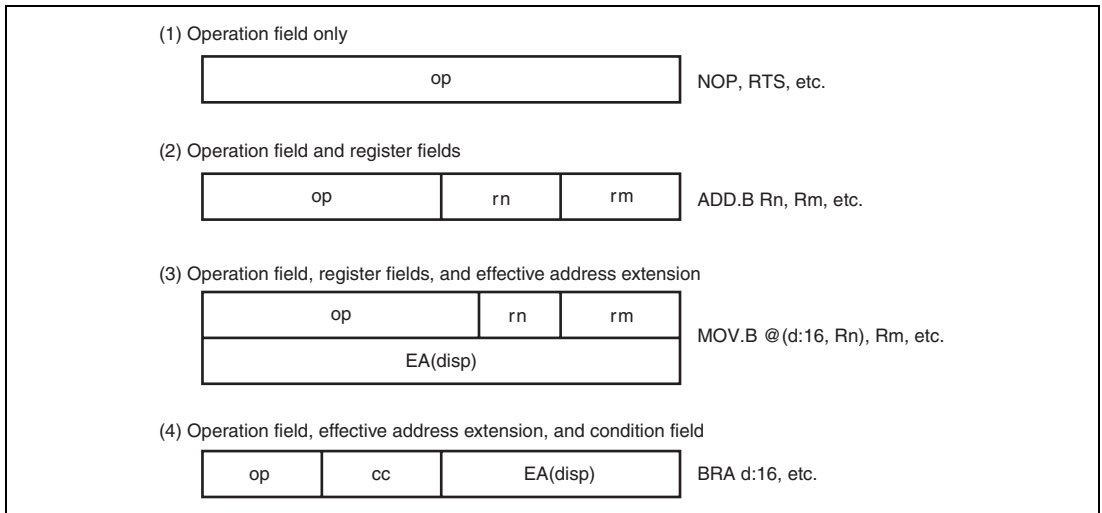 (1) Operation field only
op
NOP, RTS, etc.
(2) Operation field and register fields
op rn rm
ADD.B Rn, Rm, etc.
(3) Operation field, register fields, and effective address extension
op rn rm
EA(disp)
MOV.B @(d:16, Rn), Rm, etc.
(4) Operation field, effective address extension, and condition field
op cc EA(disp)
BRA d:16, etc.